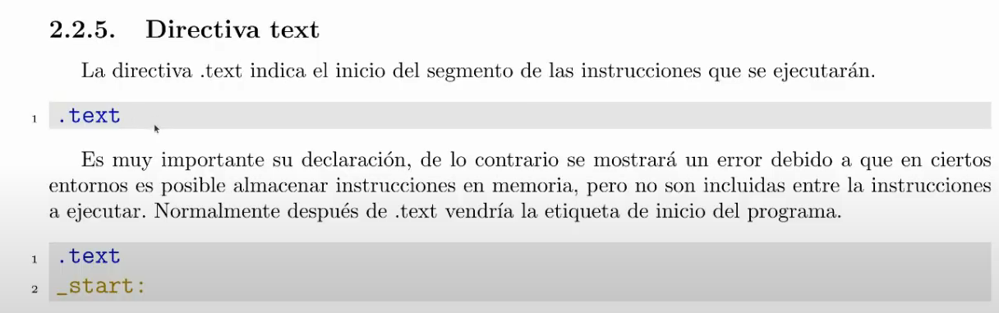 2.2.5. Directiva text
La directiva .text indica el inicio del segmento de las instrucciones que se ejecutarán.
1 .text
Es muy importante su declaración, de lo contrario se mostrará un error debido a que en ciertos
entornos es posible almacenar instrucciones en memoria, pero no son incluidas entre la instrucciones
a ejecutar. Normalmente después de .text vendría la etiqueta de inicio del programa.
1 .text
2 _start: